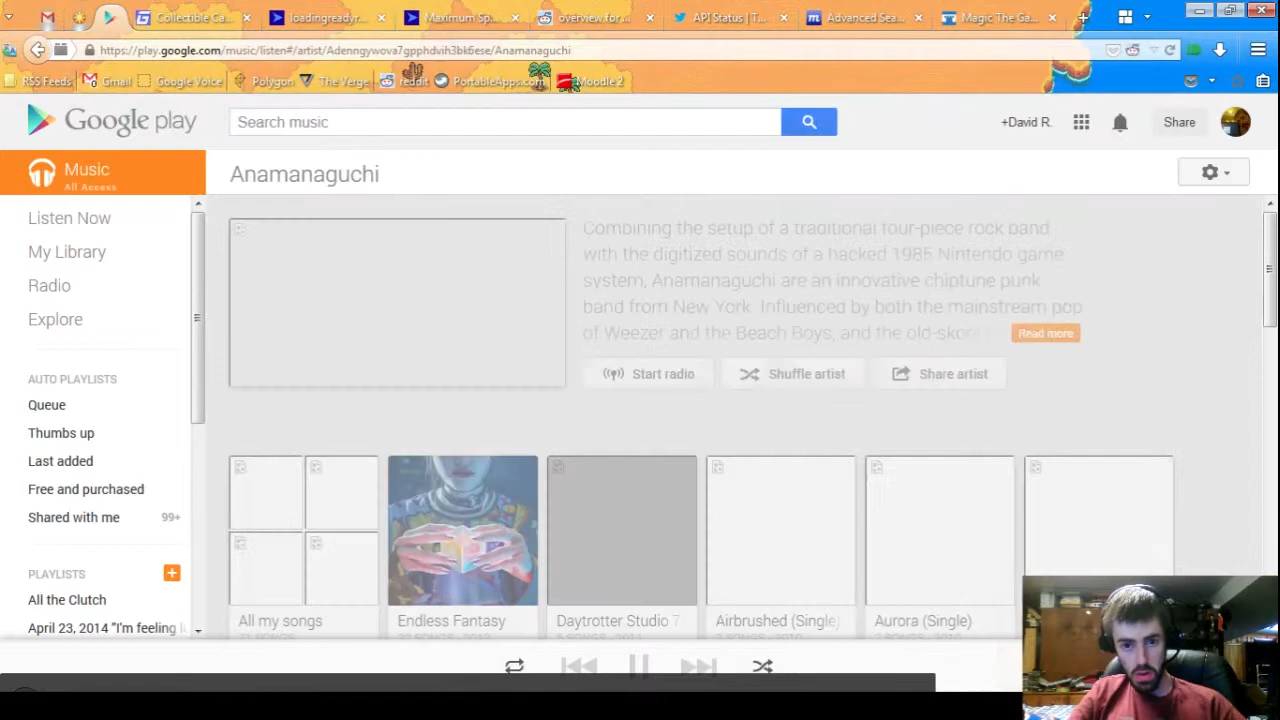 Collectible Ca
loadingreadyr
Maximum Sp
overview for
API Status | T
Advanced Sea
Magic The Ga
https://play.google.com/music/listen#/artist/Adenngywova7gpphdvih3bk6ese/Anamanaguchi
RSS Feeds Gmail Google Voice Polygon The Verge reddit PortableApps.com Moodle 2
Google play
Search music
+David R.
Share
Music
All Access
Anamanaguchi
Listen Now
My Library
Radio
Explore
AUTO PLAYLISTS
Queue
Thumbs up
Last added
Free and purchased
Shared with me 99+
PLAYLISTS
All the Clutch
April 23, 2014 "I'm feeling l
Combining the setup of a traditional four-piece rock band
with the digitized sounds of a hacked 1985 Nintendo game
system, Anamanaguchi are an innovative chiptune punk
band from New York. Influenced by both the mainstream pop
of Weezer and the Beach Boys, and the old-skoo
Read more
Start radio
Shuffle artist
Share artist
All my songs
Endless Fantasy
Daytrotter Studio 7
Airbrushed (Single)
Aurora (Single)